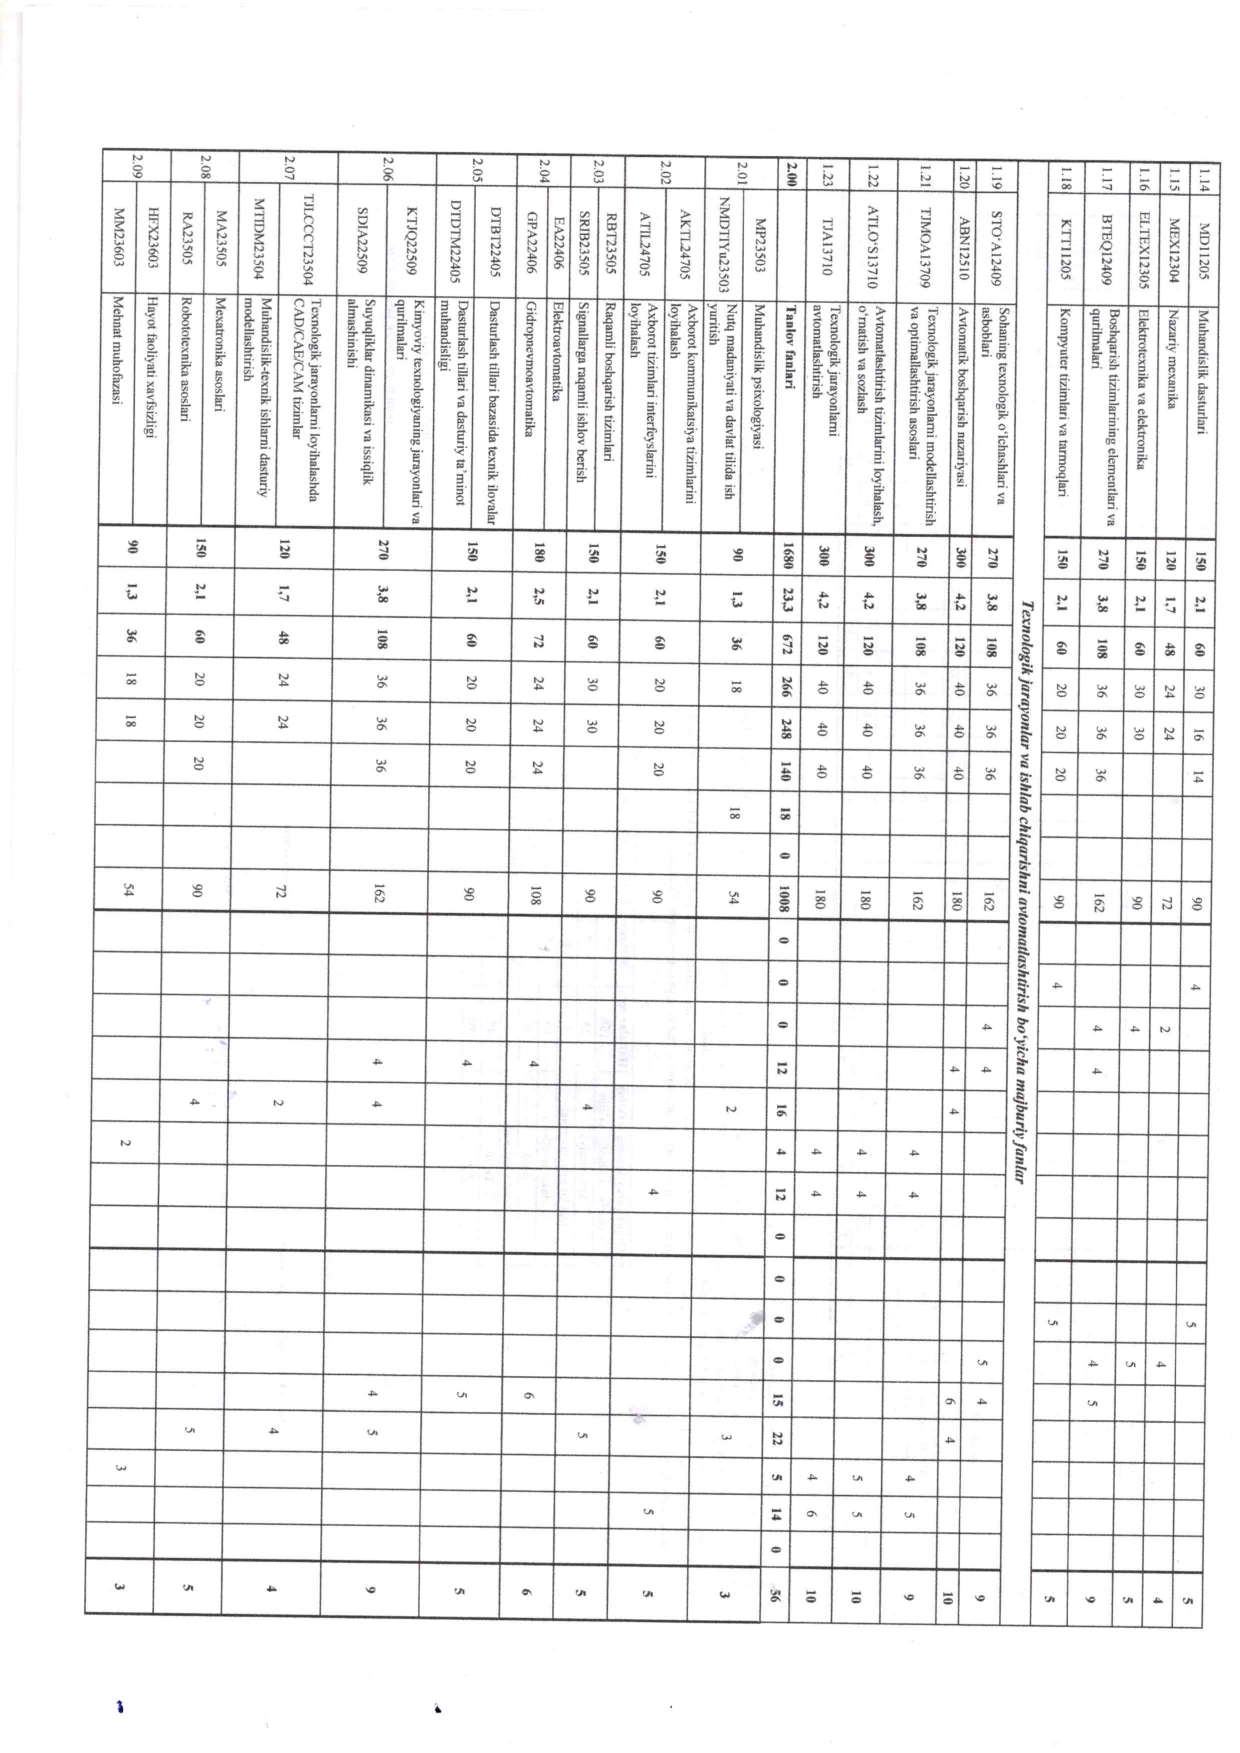 1.14 MDI1205 Muhandislik dasturlari 150 2,1 60 30 16 14 90 4 5 5
1.15 MEX12304 Nazariy mexanika 120 1,7 48 24 24 72 2 4 4
1.16 ELTEX12305 Elektrotexnika va elektronika 150 2,1 60 30 30 90 4 5 5
1.17 BTEQ12409 Boshqarish tizimlarining elementlari va
qurilmalari 270 3,8 108 36 36 36 162 4 4 4 5 9
1.18 KTT11205 Kompyuter tizimlari va tarmoqlari 150 2,1 60 20 20 20 90 4 5 5
Texnologik jarayonlar va ishlab chiqarishni avtomatlashtirish bo‘yicha majburiy fanlar
1.19 STO‘A12409 Sohaning texnologik o‘lchashlari va
asboblari 270 3,8 108 36 36 36 162 4 4 5 4 9
1.20 ABN12510 Avtomatik boshqarish nazariyasi 300 4,2 120 40 40 40 180 4 4 6 4 10
1.21 TJMOA13709 Texnologik jarayonlarni modellashtirish
va optimallashtirish asoslari 270 3,8 108 36 36 36 162 4 4 4 5 9
1.22 ATLO‘S13710 Avtomatlashtirish tizimlarini loyihalash,
o‘rnatish va sozlash 300 4,2 120 40 40 40 180 4 4 5 5 10
1.23 TJA13710 Texnologik jarayonlarni
avtomatlashtirish 300 4,2 120 40 40 40 180 4 4 4 6 10
2.00 Tanlov fanlari 1680 23,3 672 266 248 140 18 0 1008 0 0 0 12 16 4 12 0 0 0 0 15 22 5 14 0 56
2.01 MP23503 Muhandislik psixologiyasi
NMDTIYu23503 Nutq madaniyati va davlat tilida ish
yuritish 90 1,3 36 18 18 54 2 3 3
2.02 AKTL24705 Axborot kommunikatsiya tizimlarini
loyihalash
ATIL24705 Axborot tizimlari interfeyslarini
loyihalash 150 2,1 60 20 20 20 90 4 5 5
2.03 RBT23505 Raqamli boshqarish tizimlari
SRIB23505 Signallarga raqamli ishlov berish 150 2,1 60 30 30 90 4 5 5
2.04 EA22406 Elektroavtomatika
GPA22406 Gidropnevmoavtomatika 180 2,5 72 24 24 24 108 4 6 6
2.05 DTBT22405 Dasturlash tillari bazasida texnik ilovalar
DTDTM22405 Dasturlash tillari va dasturiy ta’minot
muhandisligi 150 2,1 60 20 20 20 90 4 5 5
2.06 KTJQ22509 Kimyoviy texnologiyaning jarayonlari va
qurilmalari
SDIA22509 Suyuqliklar dinamikasi va issiqlik
almashinishi 270 3,8 108 36 36 36 162 4 4 4 5 9
2.07 TJLCCCT23504 Texnologik jarayonlarni loyihalashda
CAD/CAE/CAM tizimlar
MTIDM23504 Muhandislik-texnik ishlarni dasturiy
modellashtirish 120 1,7 48 24 24 72 2 4 4
2.08 MA23505 Mexatronika asoslari
RA23505 Robototexnika asoslari 150 2,1 60 20 20 20 90 4 5 5
2.09 HFX23603 Hayot faoliyati xavfsizligi
MM23603 Mehnat muhofazasi 90 1,3 36 18 18 54 2 3 3